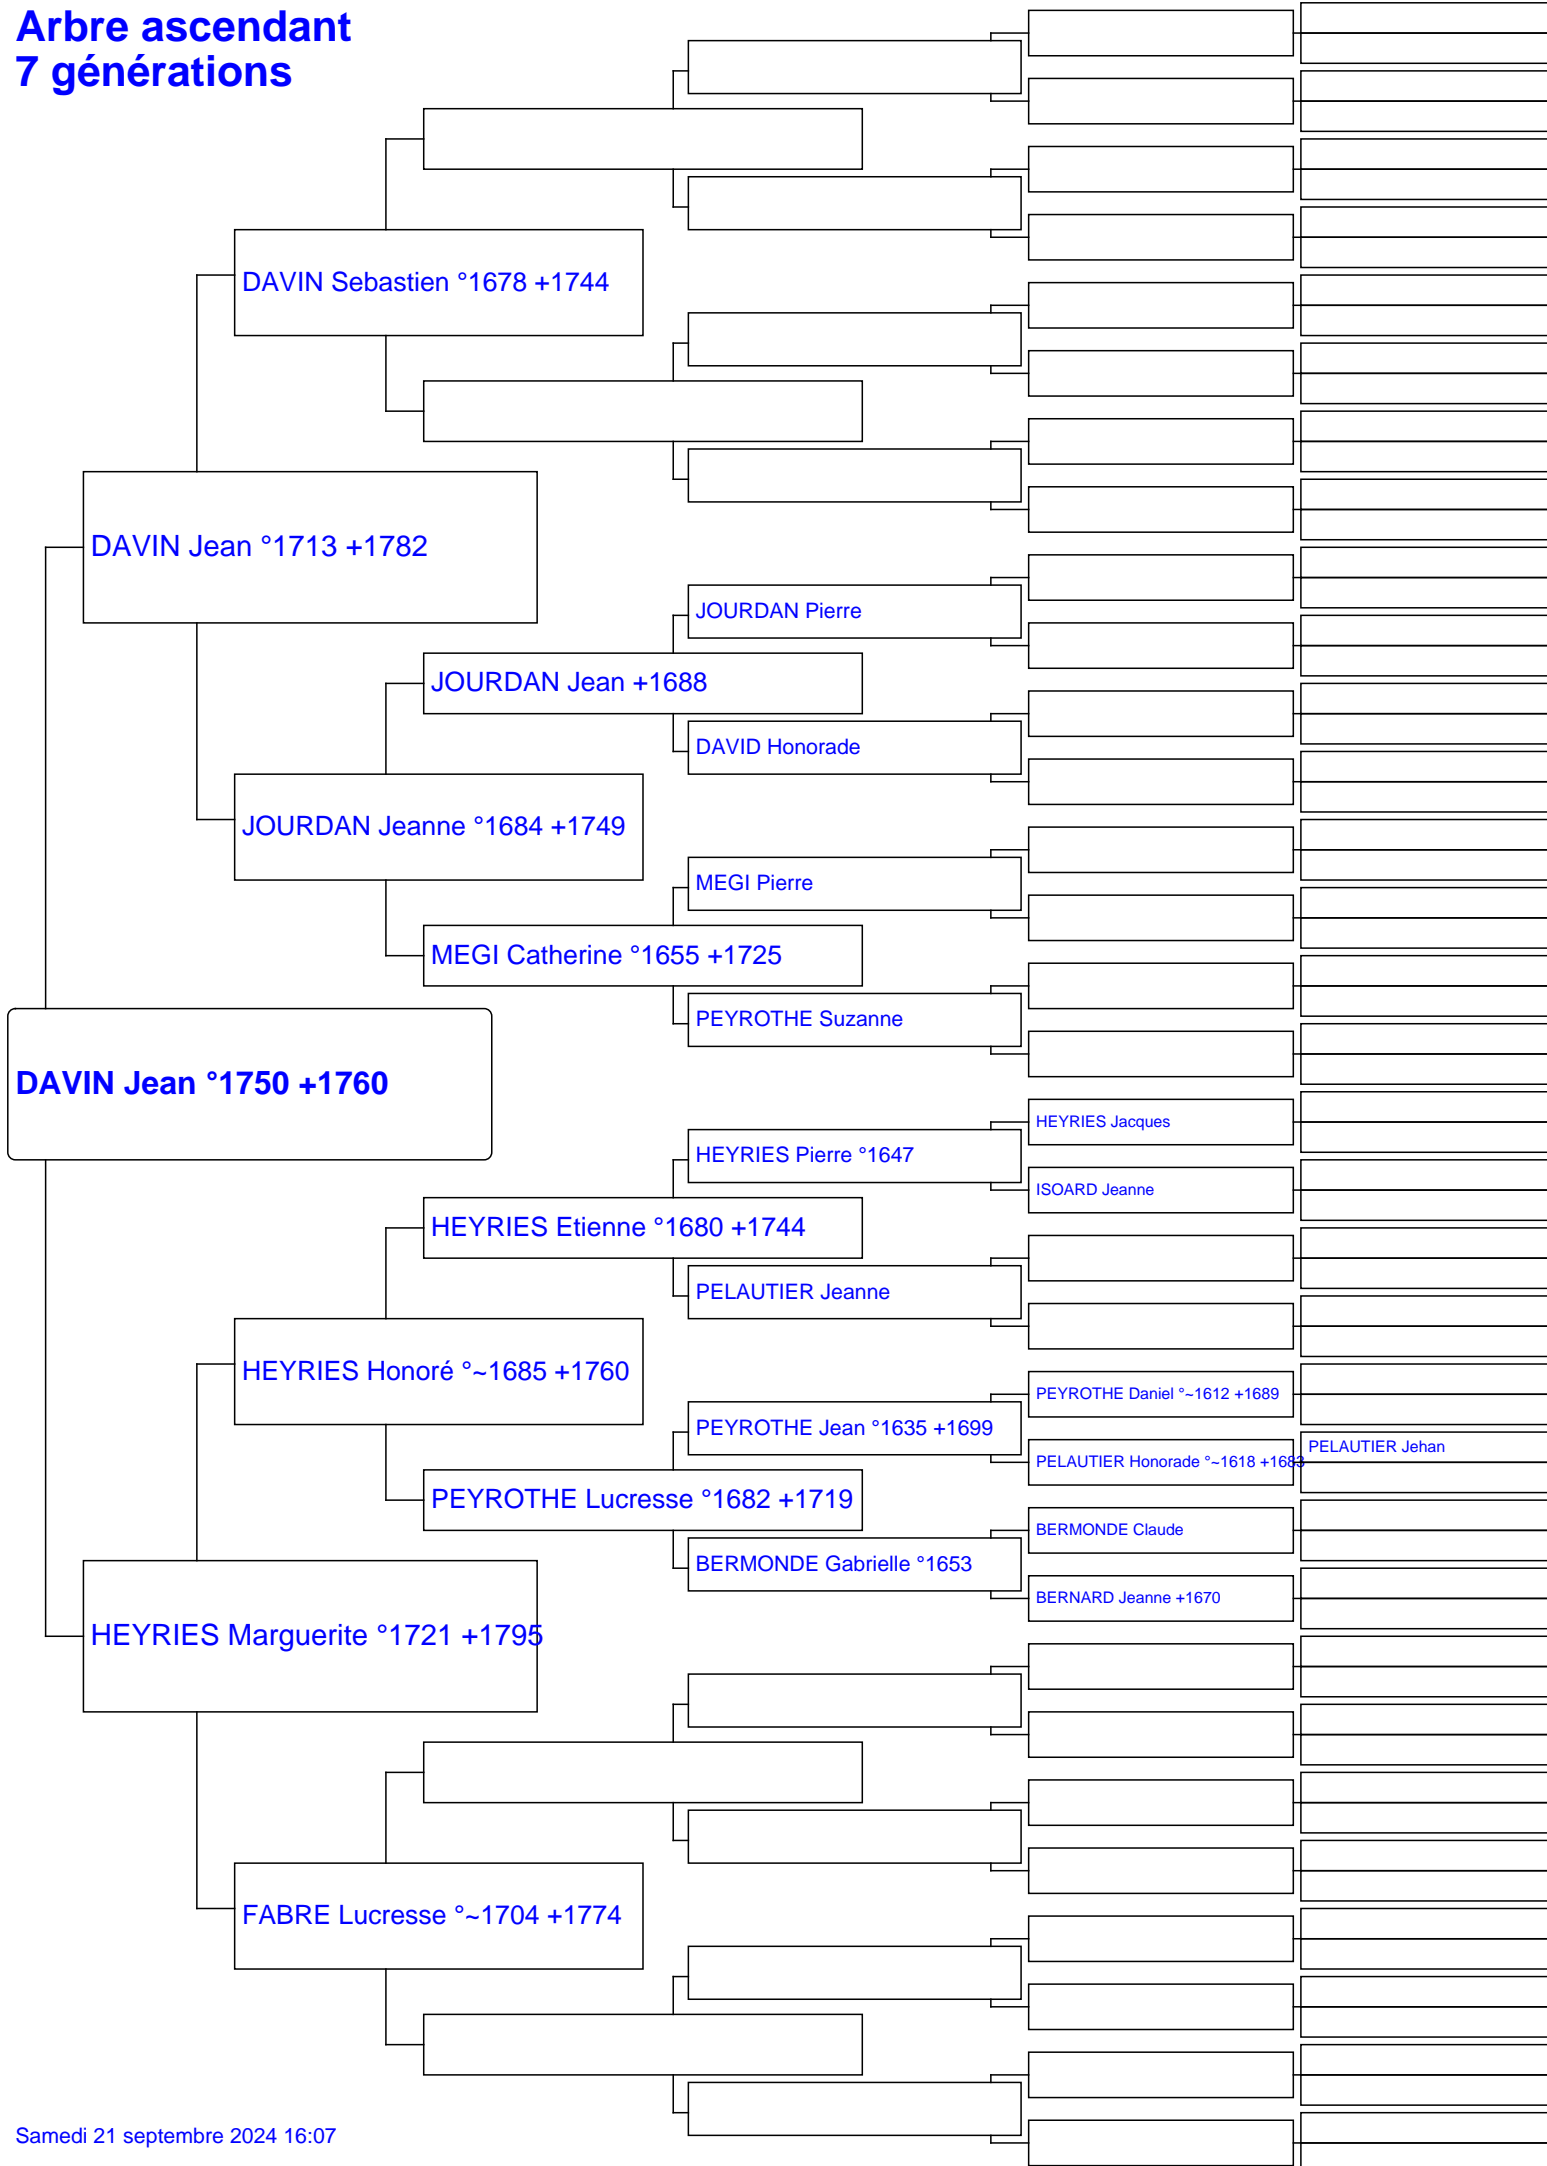 Arbre ascendant
7 générations
DAVIN Sebastien °1678 +1744
DAVIN Jean °1713 +1782
JOURDAN Pierre
JOURDAN Jean +1688
DAVID Honorade
JOURDAN Jeanne °1684 +1749
MEGI Pierre
MEGI Catherine °1655 +1725
PEYROTHE Suzanne
DAVIN Jean °1750 +1760
HEYRIES Jacques
HEYRIES Pierre °1647
ISOARD Jeanne
HEYRIES Etienne °1680 +1744
PELAUTIER Jeanne
HEYRIES Honoré °~1685 +1760
PEYROTHE Daniel °~1612 +1689
PEYROTHE Jean °1635 +1699
PELAUTIER Jehan
PELAUTIER Honorade °~1618 +1683
PEYROTHE Lucresse °1682 +1719
BERMONDE Claude
BERMONDE Gabrielle °1653
BERNARD Jeanne +1670
HEYRIES Marguerite °1721 +1795
FABRE Lucresse °~1704 +1774
Samedi 21 septembre 2024 16:07